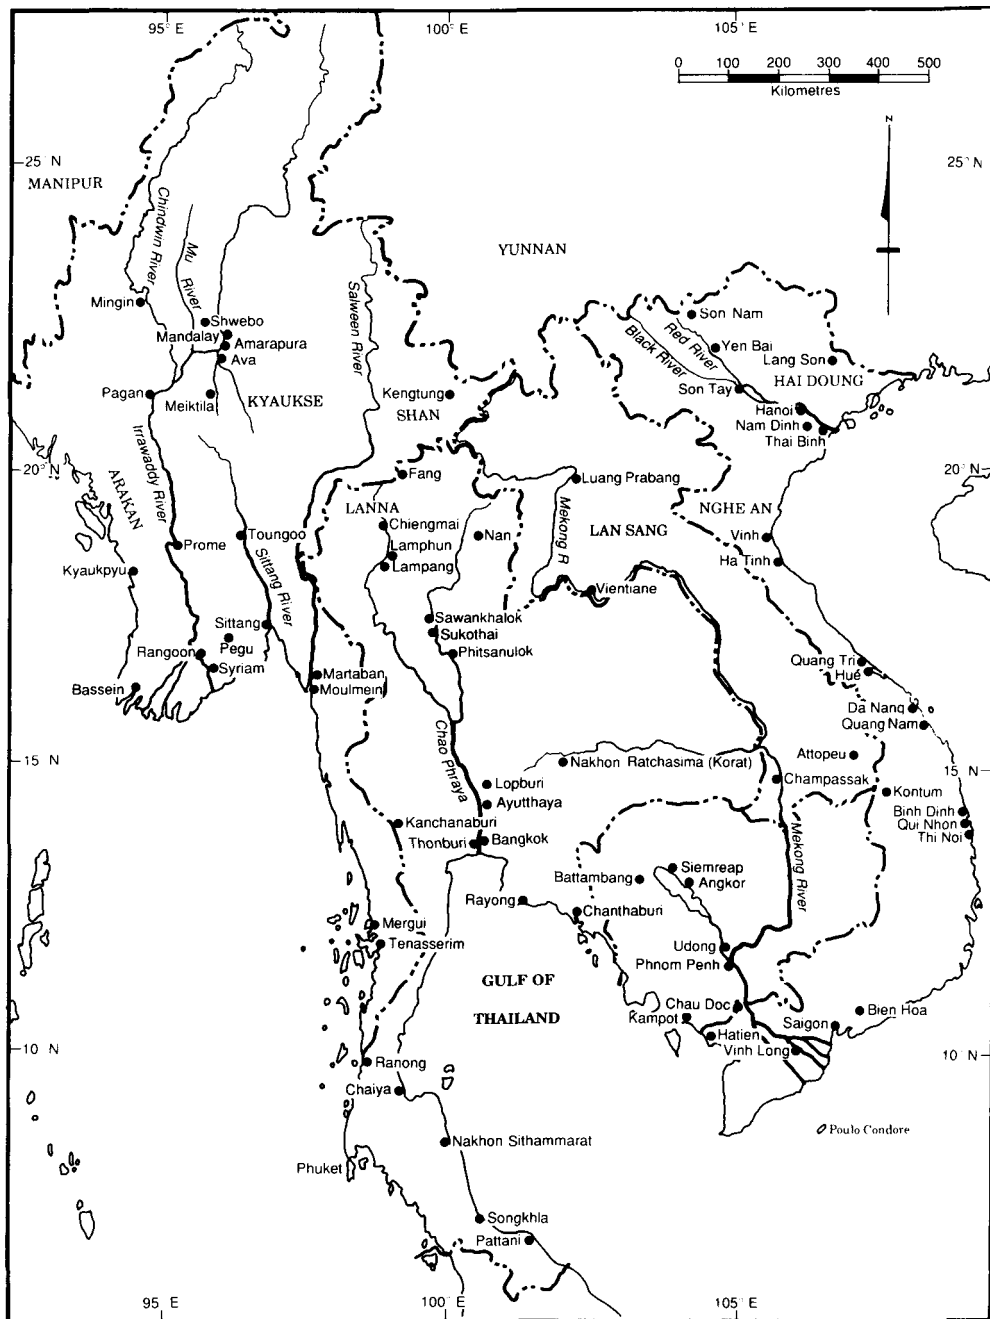 95° E
100° E
105° E
0 100 200 300 400 500
Kilometres
N
25° N
25° N
MANIPUR
Chindwin River
Mu River
Salween River
YUNNAN
Mingin
Shwebo
Mandalay
Amarapura
Ava
Pagan
Meiktila
KYAUKSE
Kengtung
SHAN
Son Nam
Red River
Black River
Yen Bai
Lang Son
HAI DOUNG
Son Tay
Hanoi
Nam Dinh
Thai Binh
20° N
20° N
Irrawaddy River
ARAKAN
Fang
Luang Prabang
LANNA
Chiengmai
Lamphun
Lampang
Nan
Mekong R
LAN SANG
NGHE AN
Vinh
Ha Tinh
Toungoo
Prome
Kyaukpyu
Sittang River
Vientiane
Sawankhalok
Sukothai
Phitsanulok
Sittang
Pegu
Rangoon
Syriam
Bassein
Martaban
Moulmein
Quang Tri
Hué
Da Nang
Quang Nam
Chao Phraya
15° N
15° N
Nakhon Ratchasima (Korat)
Attopeu
Champassak
Kontum
Lopburi
Ayutthaya
Binh Dinh
Qui Nhon
Thi Noi
Kanchanaburi
Thonburi
Bangkok
Mekong River
Siemreap
Battambang
Angkor
Rayong
Chanthaburi
Mergui
Tenasserim
Udong
Phnom Penh
GULF OF
THAILAND
Chau Doc
Kampot
Saigon
Bien Hoa
Hatien
Vinh Long
10° N
10° N
Ranong
Chaiya
Poulo Condore
Nakhon Sithammarat
Phuket
Songkhla
Pattani
95° E
100° E
105° E